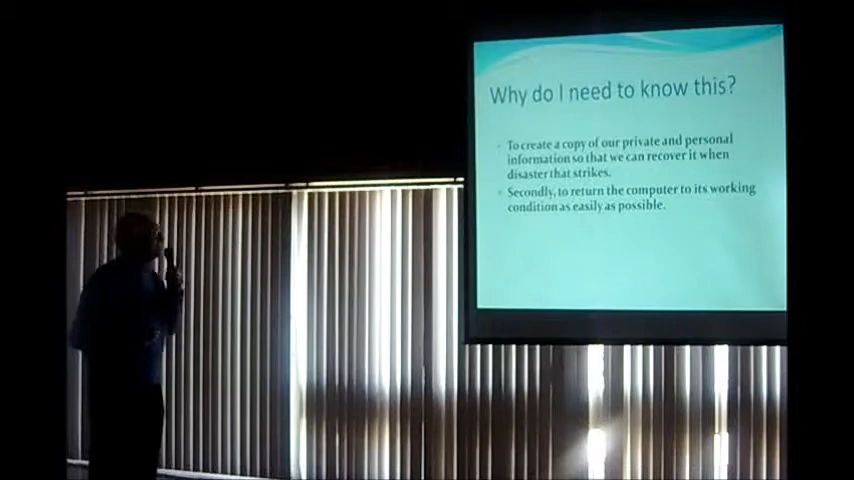 Why do I need to know this?
To create a copy of our private and personal
information so that we can recover it when
disaster that strikes.
Secondly, to return the computer to its working
condition as easily as possible.